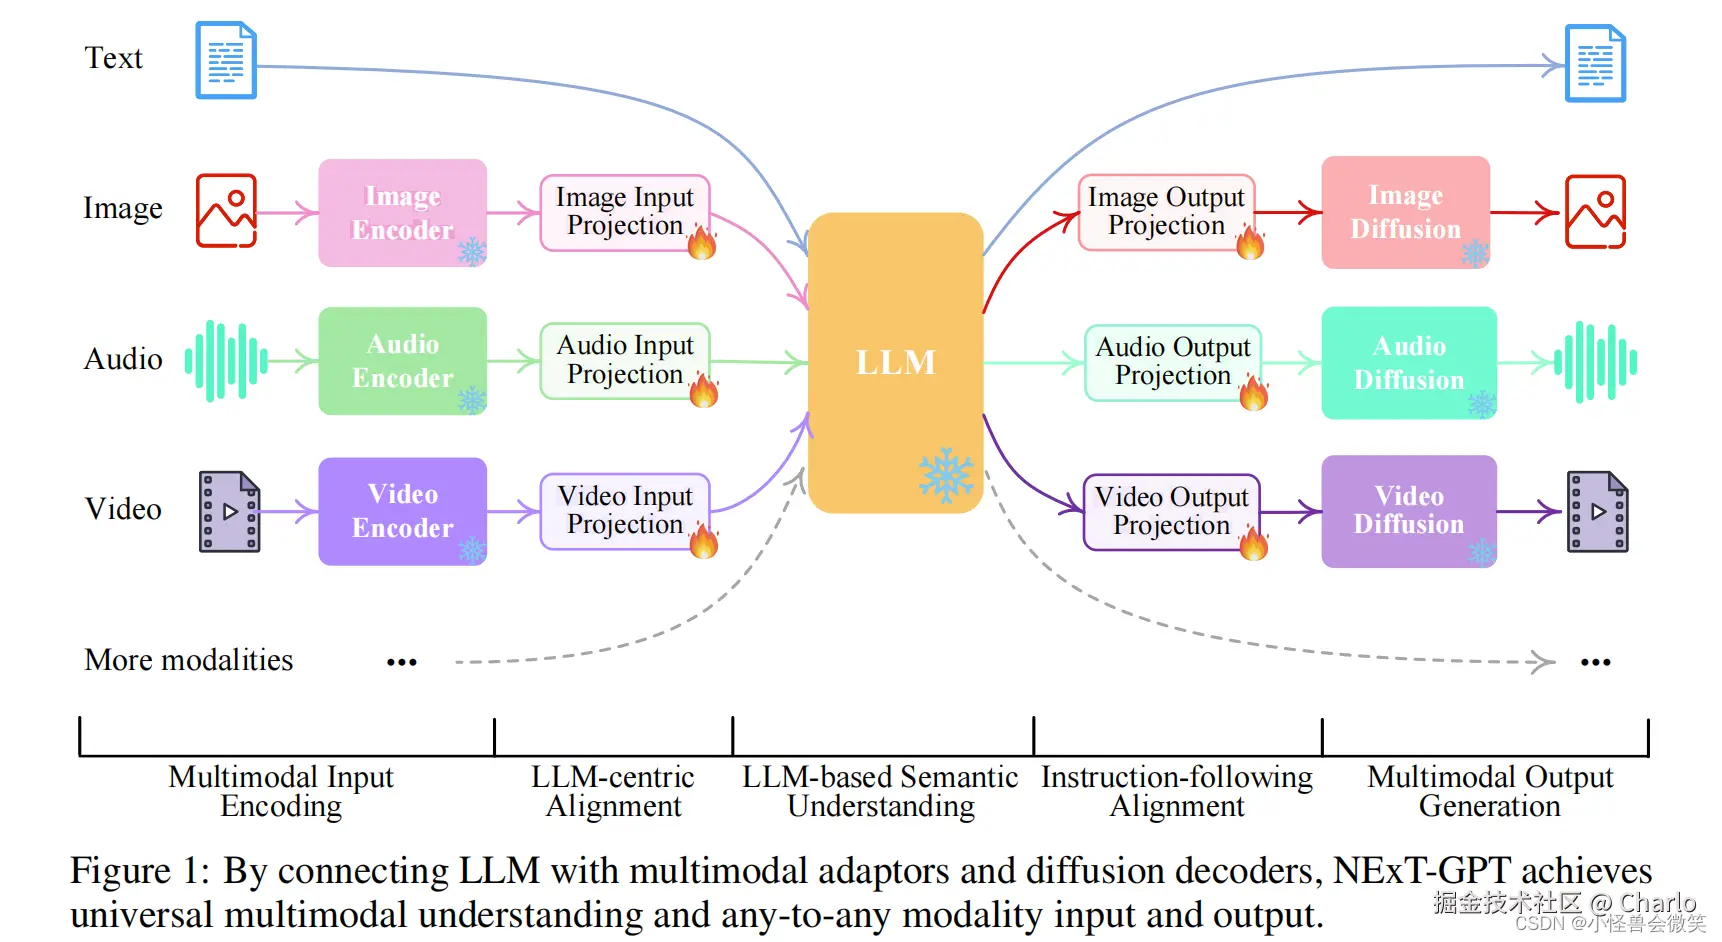 Text
Image
Image
Encoder
Image Input
Projection
Image Output
Projection
Image
Diffusion
Audio
Audio
Encoder
Audio Input
Projection
LLM
Audio Output
Projection
Audio
Diffusion
Video
Video
Encoder
Video Input
Projection
Video Output
Projection
Video
Diffusion
More modalities
...
...
Multimodal Input
Encoding
LLM-centric
Alignment
LLM-based Semantic
Understanding
Instruction-following
Alignment
Multimodal Output
Generation
Figure 1: By connecting LLM with multimodal adaptors and diffusion decoders, NExT-GPT achieves
universal multimodal understanding and any-to-any modality input and output.
掘金技术社区 @ Charlo
CSDN @小怪兽会微笑